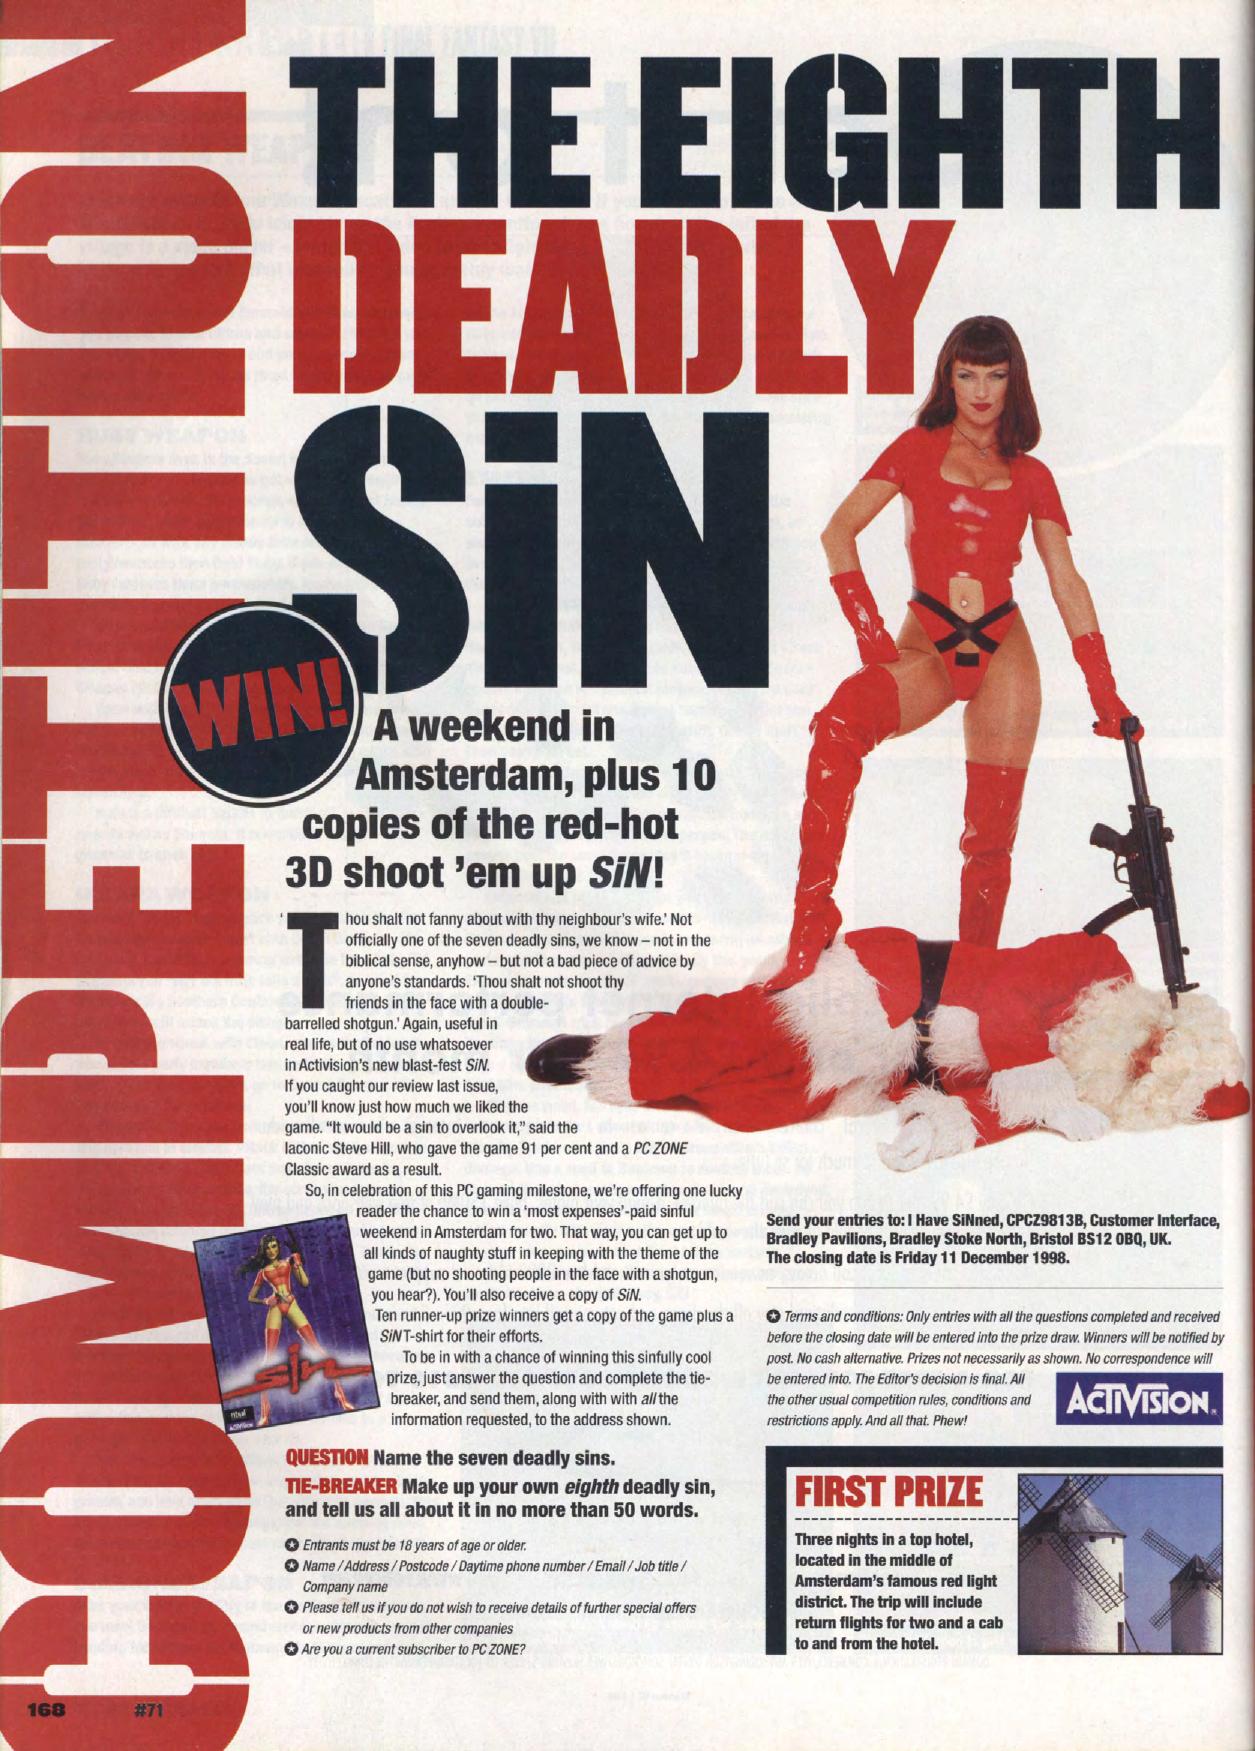 COMPETITION
THE EIGHTH
DEADLY
SiN
WIN!
A weekend in
Amsterdam, plus 10
copies of the red-hot
3D shoot ’em up SiN!
‘Thou shalt not fanny about with thy neighbour’s wife.’ Not
officially one of the seven deadly sins, we know – not in the
biblical sense, anyhow – but not a bad piece of advice by
anyone’s standards. ‘Thou shalt not shoot thy
friends in the face with a double-
barrelled shotgun.’ Again, useful in
real life, but of no use whatsoever
in Activision’s new blast-fest SiN.
If you caught our review last issue,
you’ll know just how much we liked the
game. “It would be a sin to overlook it,” said the
laconic Steve Hill, who gave the game 91 per cent and a PC ZONE
Classic award as a result.
So, in celebration of this PC gaming milestone, we’re offering one lucky
reader the chance to win a ‘most expenses’-paid sinful
weekend in Amsterdam for two. That way, you can get up to
all kinds of naughty stuff in keeping with the theme of the
game (but no shooting people in the face with a shotgun,
you hear?). You’ll also receive a copy of SiN.
Ten runner-up prize winners get a copy of the game plus a
SiN T-shirt for their efforts.
To be in with a chance of winning this sinfully cool
prize, just answer the question and complete the tie-
breaker, and send them, along with with all the
information requested, to the address shown.
sin
ritual
ACTIVISION
QUESTION Name the seven deadly sins.
TIE-BREAKER Make up your own eighth deadly sin,
and tell us all about it in no more than 50 words.
Entrants must be 18 years of age or older.
Name / Address / Postcode / Daytime phone number / Email / Job title /
Company name
Please tell us if you do not wish to receive details of further special offers
or new products from other companies
Are you a current subscriber to PC ZONE?
Send your entries to: I Have SiNned, CPCZ9813B, Customer Interface,
Bradley Pavilions, Bradley Stoke North, Bristol BS12 0BQ, UK.
The closing date is Friday 11 December 1998.
Terms and conditions: Only entries with all the questions completed and received
before the closing date will be entered into the prize draw. Winners will be notified by
post. No cash alternative. Prizes not necessarily as shown. No correspondence will
be entered into. The Editor’s decision is final. All
the other usual competition rules, conditions and
restrictions apply. And all that. Phew!
ACTIVISION.
FIRST PRIZE
Three nights in a top hotel,
located in the middle of
Amsterdam’s famous red light
district. The trip will include
return flights for two and a cab
to and from the hotel.
168
#71